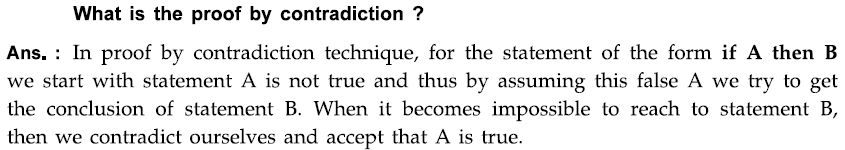 What is the proof by contradiction ?
Ans. : In proof by contradiction technique, for the statement of the form if A then B
we start with statement A is not true and thus by assuming this false A we try to get
the conclusion of statement B. When it becomes impossible to reach to statement B,
then we contradict ourselves and accept that A is true.